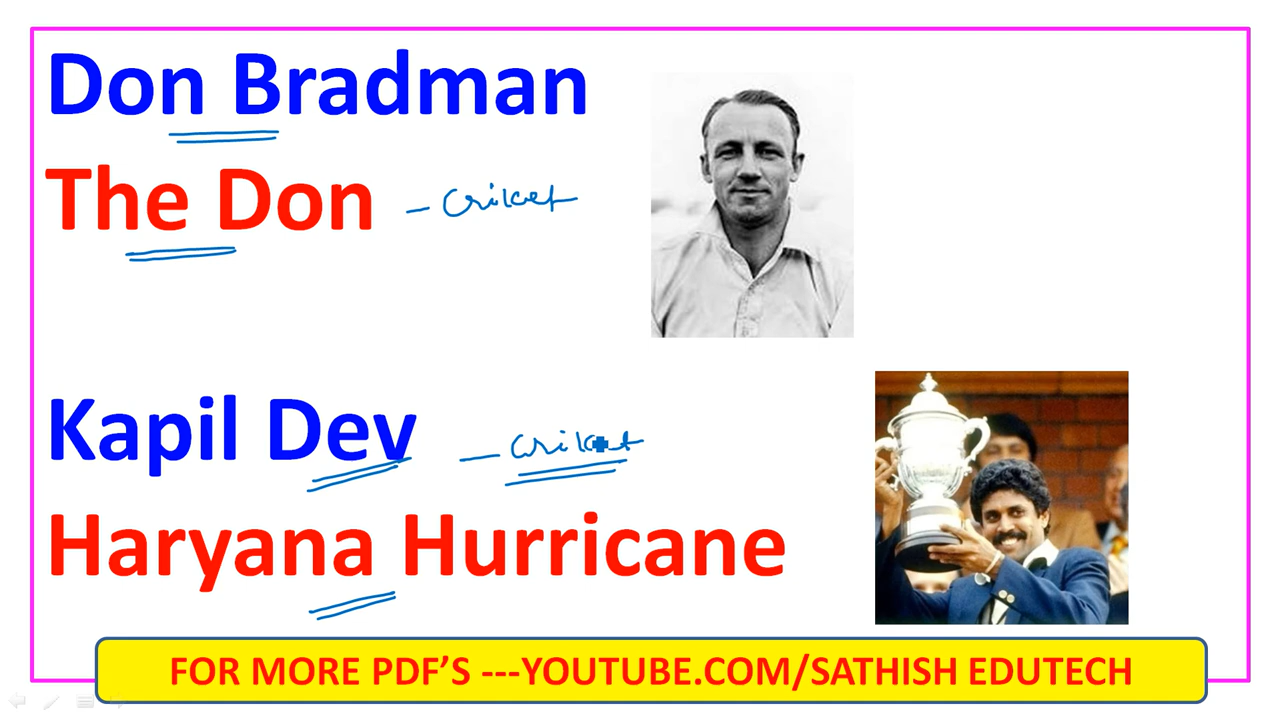 Don Bradman
The Don - Cricket
Kapil Dev - Cricket
Haryana Hurricane
FOR MORE PDF'S ---YOUTUBE.COM/SATHISH EDUTECH